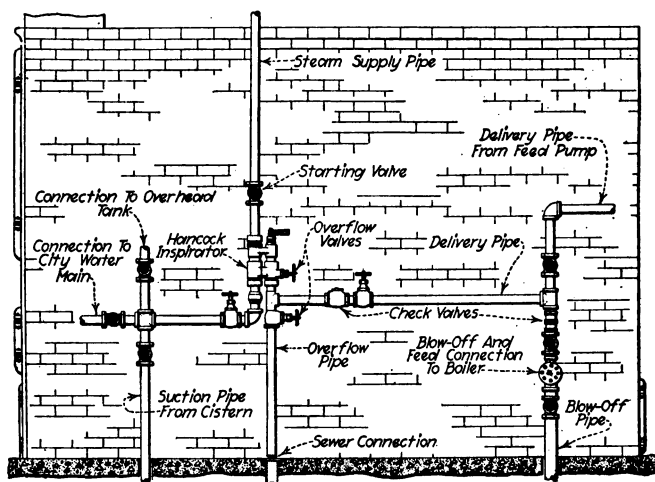 Steam Supply Pipe
Delivery Pipe
From Feed Pump
Starting Valve
Connection To Overhead
Tank
Overflow
Valves
Hancock
Inspirator
Connection To
City Water
Main
Delivery Pipe
Check Valves
Blow-Off And
Feed Connection
To Boiler
Overflow
Pipe
Suction Pipe
From Cistern
Blow-Off
Pipe
Sewer Connection